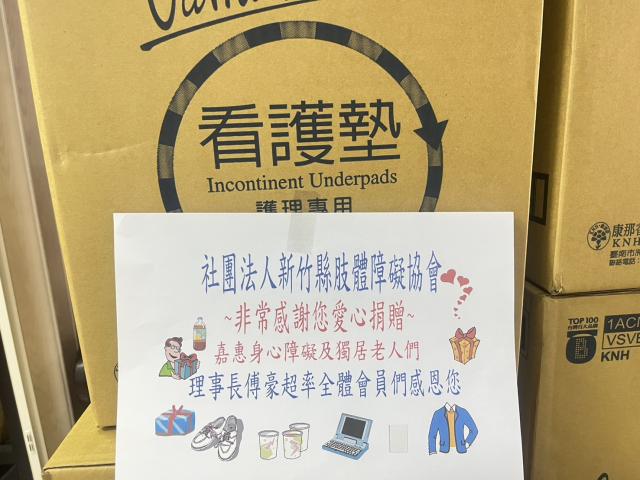 看護墊
Incontinent Underpads
護理專用
社團法人新竹縣肢體障礙協會
~非常感謝您愛心捐贈~
嘉惠身心障礙及獨居老人們
理事長傅豪超率全體會員們感恩您
康那
KNH
TOP 100
1AC
VSVE
KNH